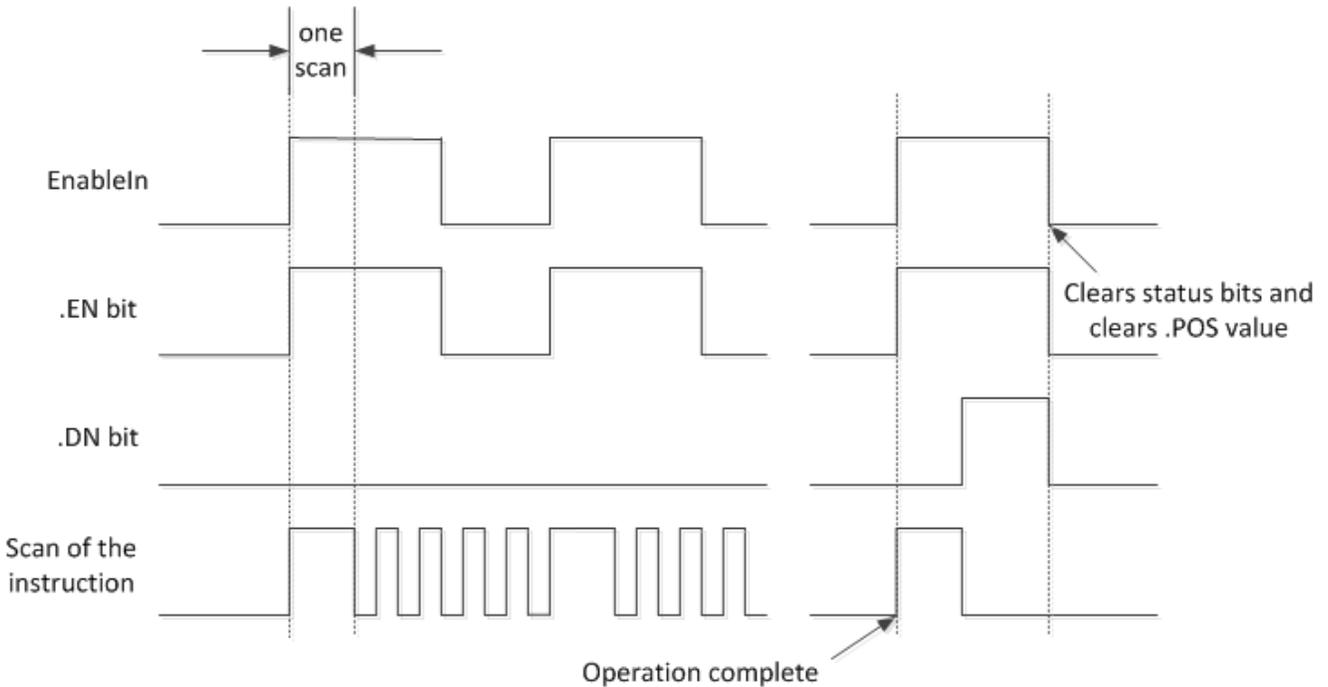 one
scan
EnableIn
.EN bit
Clears status bits and
clears .POS value
.DN bit
Scan of the
instruction
Operation complete